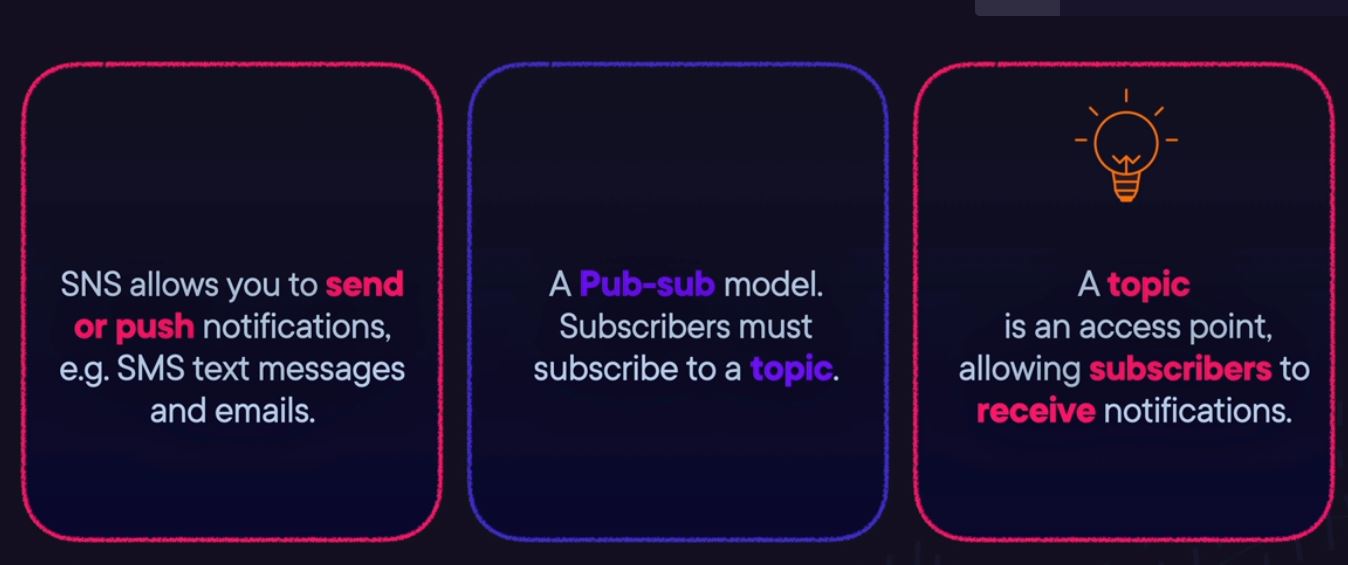 SNS allows you to send
or push notifications,
e.g. SMS text messages
and emails.
A Pub-sub model.
Subscribers must
subscribe to a topic.
A topic
is an access point,
allowing subscribers to
receive notifications.